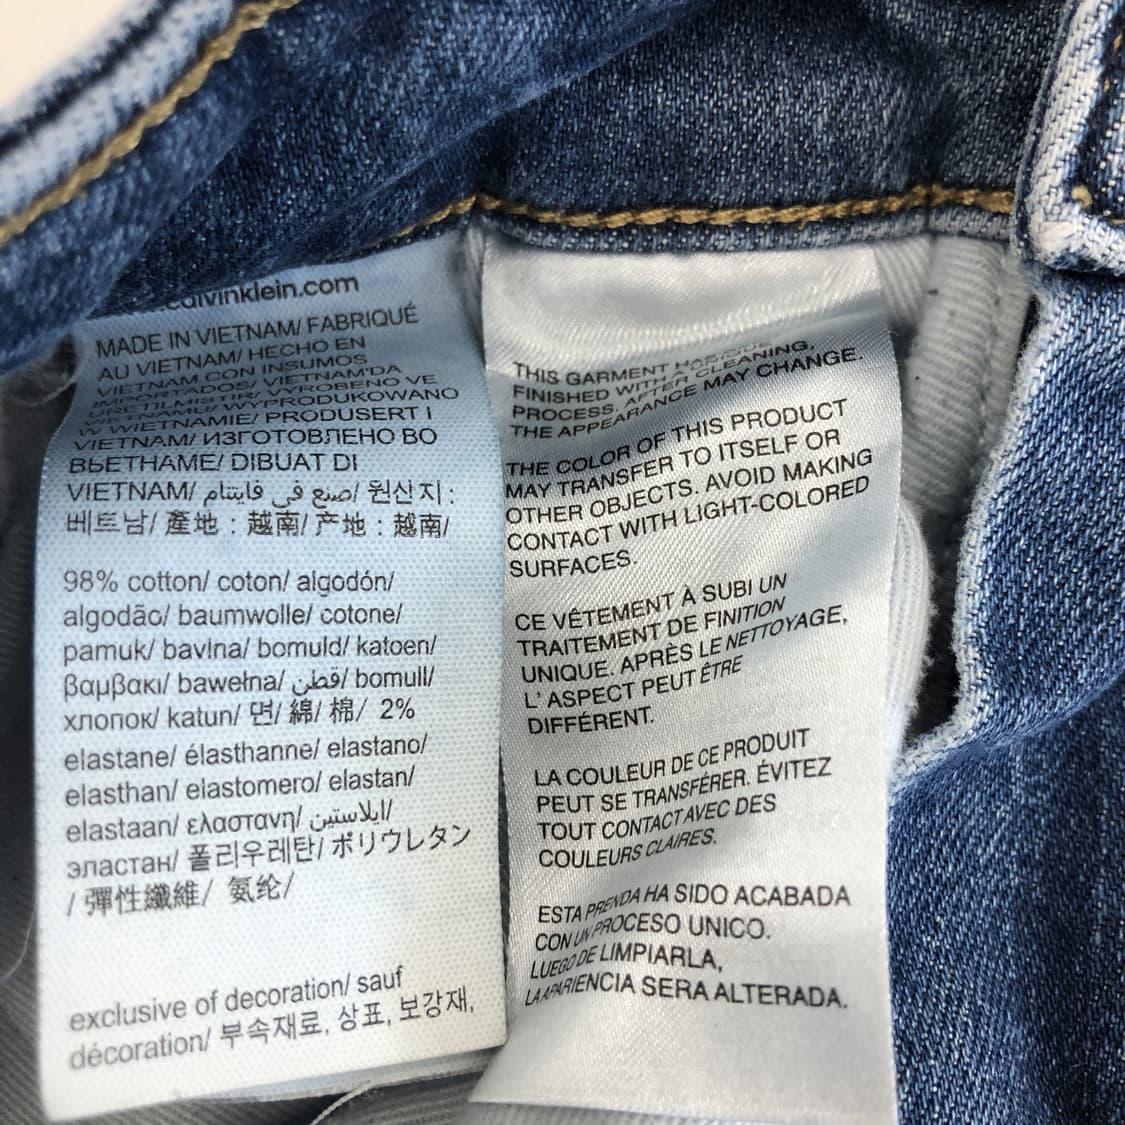 calvinklein.com
MADE IN VIETNAM/ FABRIQUÉ
AU VIETNAM/ HECHO EN
VIETNAM CON INSUMOS
IMPORTADOS/ VIETNAM'DA
ÜRETİLMİŞTİR/ VYROBENO VE
VIETNAMU/ WYPRODUKOWANO
W WIETNAMIE/ PRODUSERT I
VIETNAM/ ИЗГОТОВЛЕНО ВО
ВЬЕТНАМЕ/ DIBUAT DI
VIETNAM/ صنع في فايتنام/ 원산지 :
베트남/ 產地 : 越南/ 产地 : 越南/
98% cotton/ coton/ algodón/
algodão/ baumwolle/ cotone/
pamuk/ bavlna/ bomuld/ katoen/
βαμβακι/ bawełna/ قطن/ bomull/
хлопок/ katun/ 면/ 綿/ 棉/ 2%
elastane/ élasthanne/ elastano/
elasthan/ elastomero/ elastan/
elastaan/ ελαστανη/ ايلاستين/
эластан/ 폴리우레탄/ ポリウレタン
/ 彈性纖維/ 氨纶/
exclusive of decoration/ sauf
décoration/ 부속재료, 상표, 보강재,
THIS GARMENT HAS
FINISHED WITH A
PROCESS. AFTER CLEANING,
THE APPEARANCE MAY CHANGE.
THE COLOR OF THIS PRODUCT
MAY TRANSFER TO ITSELF OR
OTHER OBJECTS. AVOID MAKING
CONTACT WITH LIGHT-COLORED
SURFACES.
CE VÊTEMENT À SUBI UN
TRAITEMENT DE FINITION
UNIQUE. APRÈS LE NETTOYAGE,
L' ASPECT PEUT ÊTRE
DIFFÉRENT.
LA COULEUR DE CE PRODUIT
PEUT SE TRANSFÉRER. ÉVITEZ
TOUT CONTACT AVEC DES
COULEURS CLAIRES.
ESTA PRENDA HA SIDO ACABADA
CON UN PROCESO UNICO.
LUEGO DE LIMPIARLA,
LA APARIENCIA SERA ALTERADA.